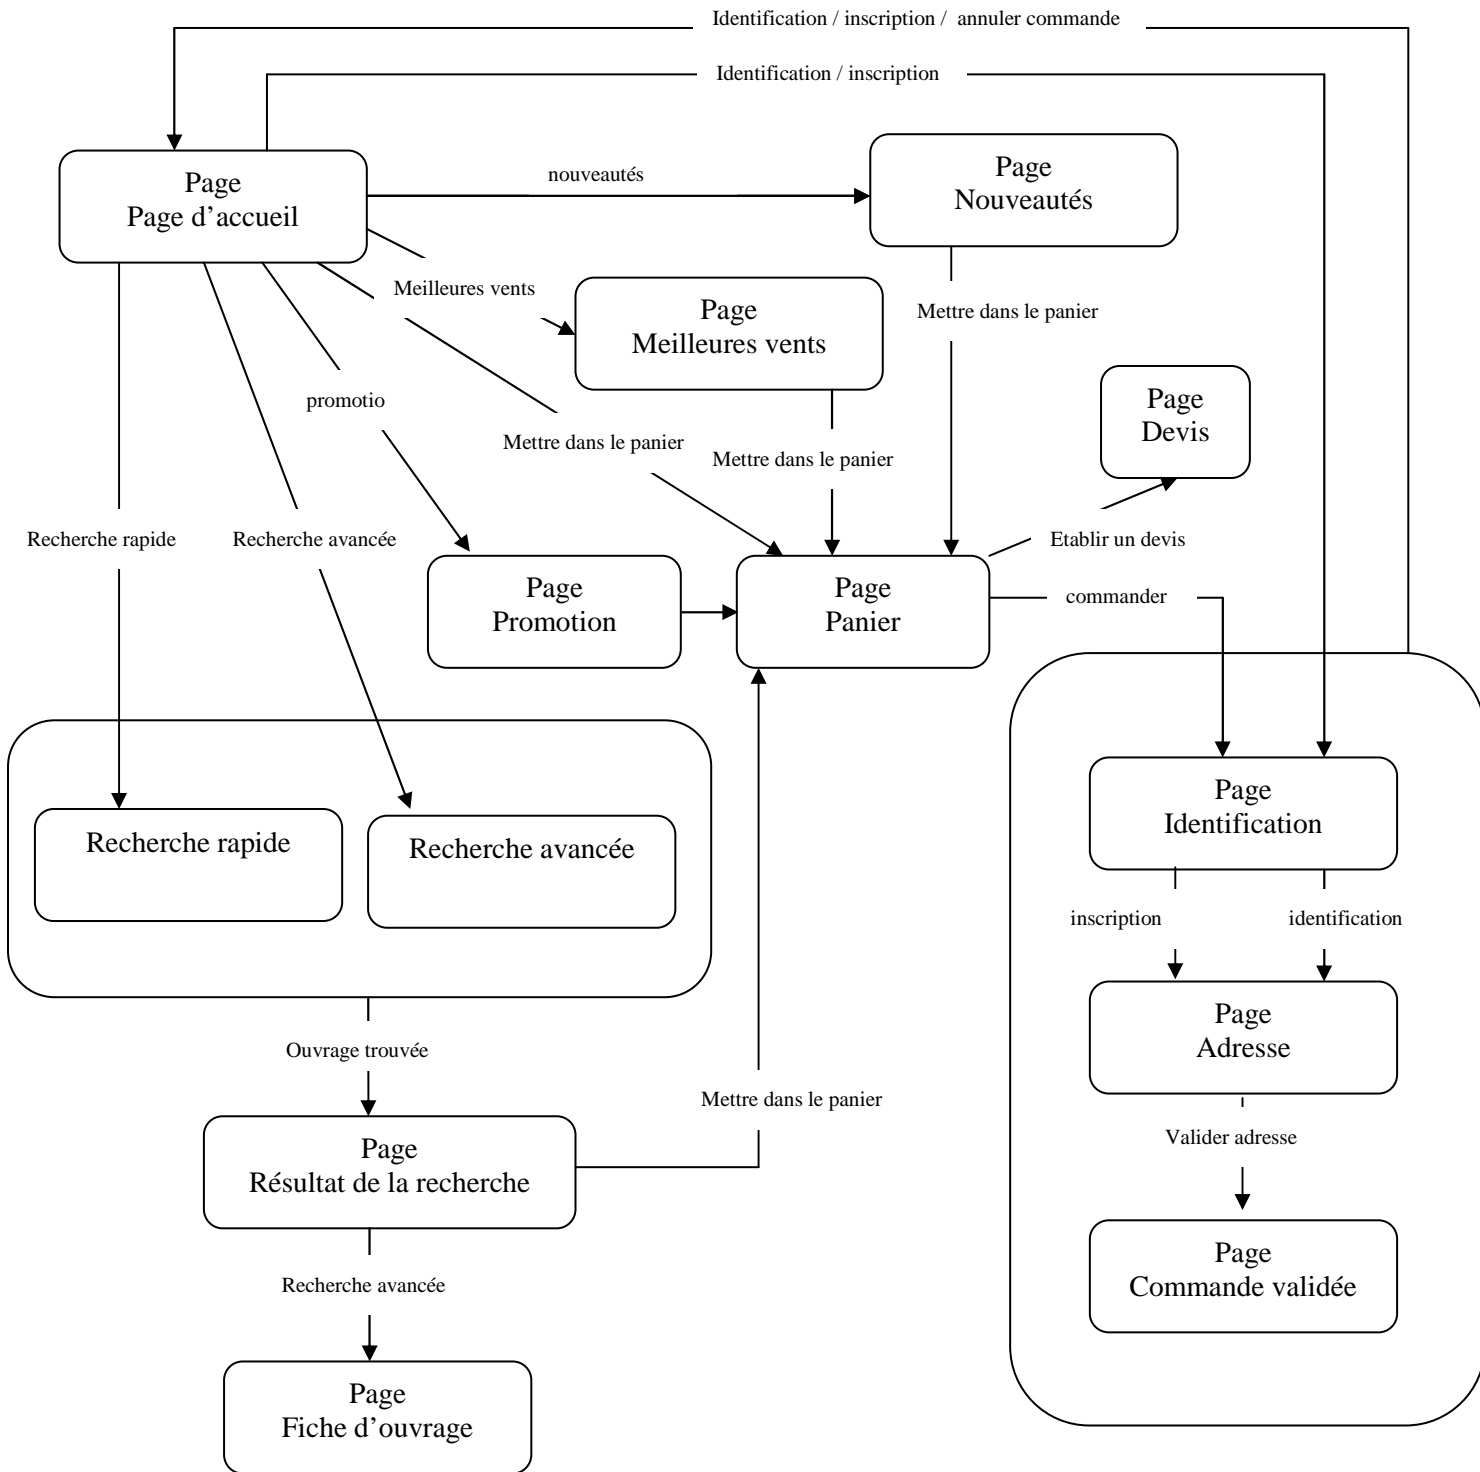 Identification / inscription /  annuler commande
Identification / inscription
Page
Page d’accueil
nouveautés
Page
Nouveautés
Meilleures vents
Page
Meilleures vents
Mettre dans le panier
promotio
Page
Devis
Mettre dans le panier
Mettre dans le panier
Recherche rapide
Recherche avancée
Etablir un devis
Page
Promotion
Page
Panier
commander
Page
Identification
Recherche rapide
Recherche avancée
inscription
identification
Page
Adresse
Ouvrage trouvée
Mettre dans le panier
Valider adresse
Page
Résultat de la recherche
Page
Commande validée
Recherche avancée
Page
Fiche d’ouvrage